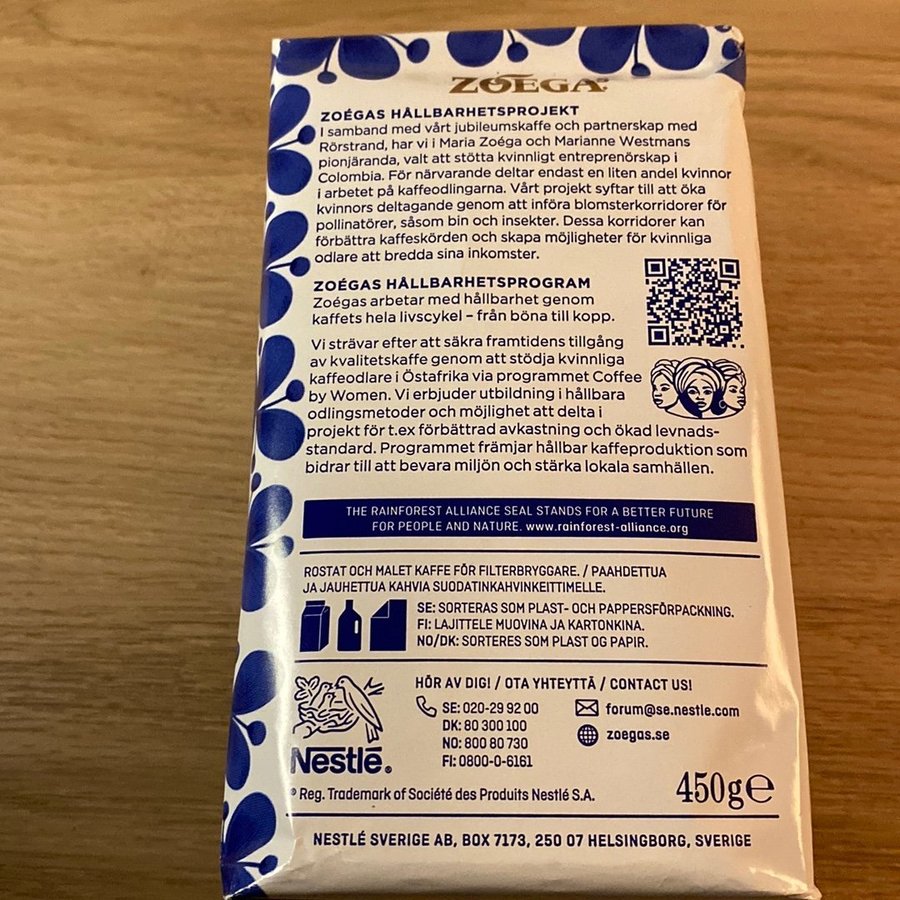 ZOÉGAS
ZOÉGAS HÅLLBARHETSPROJEKT
I samband med vårt jubileumskaffe och partnerskap med
Rörstrand, har vi i Maria Zoéga och Marianne Westmans
pionjäranda, valt att stötta kvinnligt entreprenörskap i
Colombia. För närvarande deltar endast en liten andel kvinnor
i arbetet på kaffeodlingarna. Vårt projekt syftar till att öka
kvinnors deltagande genom att införa blomsterkorridorer för
pollinatörer, såsom bin och insekter. Dessa korridorer kan
förbättra kaffeskörden och skapa möjligheter för kvinnliga
odlare att bredda sina inkomster.
ZOÉGAS HÅLLBARHETSPROGRAM
Zoégas arbetar med hållbarhet genom
kaffets hela livscykel – från böna till kopp.
Vi strävar efter att säkra framtidens tillgång
av kvalitetskaffe genom att stödja kvinnliga
kaffeodlare i Östafrika via programmet Coffee
by Women. Vi erbjuder utbildning i hållbara
odlingsmetoder och möjlighet att delta i
projekt för t.ex förbättrad avkastning och ökad levnads-
standard. Programmet främjar hållbar kaffeproduktion som
bidrar till att bevara miljön och stärka lokala samhällen.
THE RAINFOREST ALLIANCE SEAL STANDS FOR A BETTER FUTURE
FOR PEOPLE AND NATURE. www.rainforest-alliance.org
ROSTAT OCH MALET KAFFE FÖR FILTERBRYGGARE. / PAAHDETTUA
JA JAUHETTUA KAHVIA SUODATINKAHVINKEITTIMELLE.
SE: SORTERAS SOM PLAST- OCH PAPPERSFÖRPACKNING.
FI: LAJITTELE MUOVINA JA KARTONKINA.
NO/DK: SORTERES SOM PLAST OG PAPIR.
HÖR AV DIG! / OTA YHTEYTTÄ / CONTACT US!
SE: 020-29 92 00
DK: 80 300 100
NO: 800 80 730
FI: 0800-0-6161
forum@se.nestle.com
zoegas.se
Nestlé®
® Reg. Trademark of Société des Produits Nestlé S.A.
450g℮
NESTLÉ SVERIGE AB, BOX 7173, 250 07 HELSINGBORG, SVERIGE